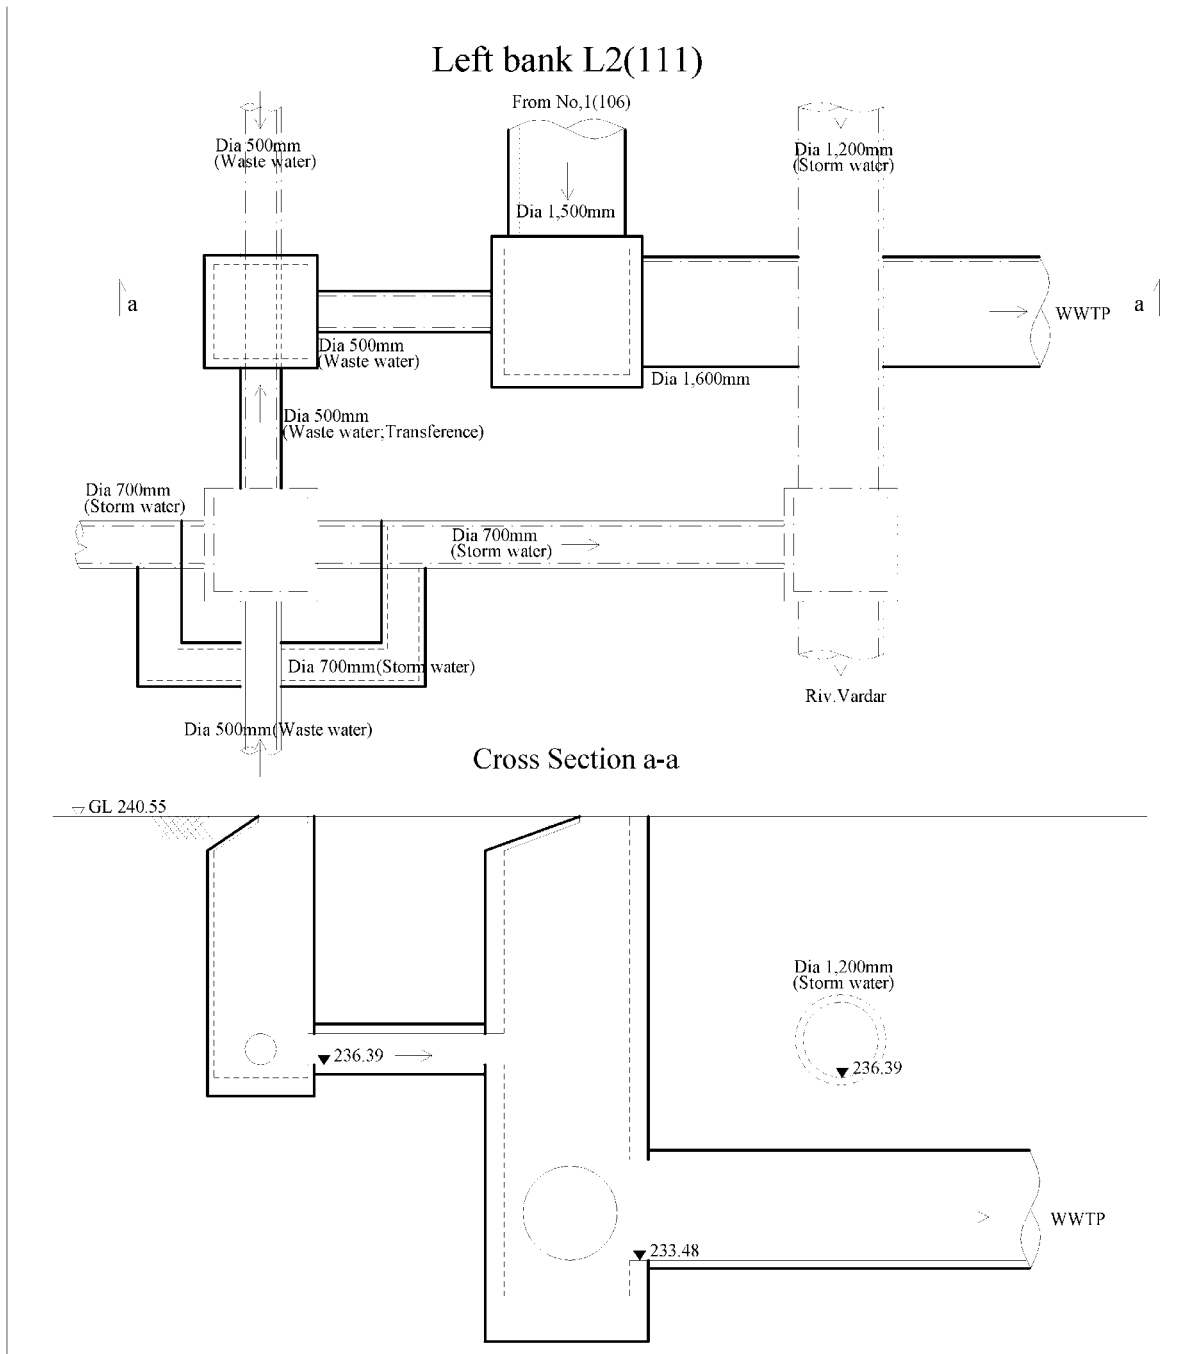 Left bank L2(111)
From No,1(106)
Dia 500mm
(Waste water)
Dia 1,200mm
(Storm water)
Dia 1,500mm
a
a
WWTP
Dia 500mm
(Waste water)
Dia 1,600mm
Dia 500mm
(Waste water;Transference)
Dia 700mm
(Storm water)
Dia 700mm
(Storm water)
Dia 700mm(Storm water)
Riv.Vardar
Dia 500mm(Waste water)
Cross Section a-a
GL 240.55
Dia 1,200mm
(Storm water)
236.39
236.39
WWTP
233.48